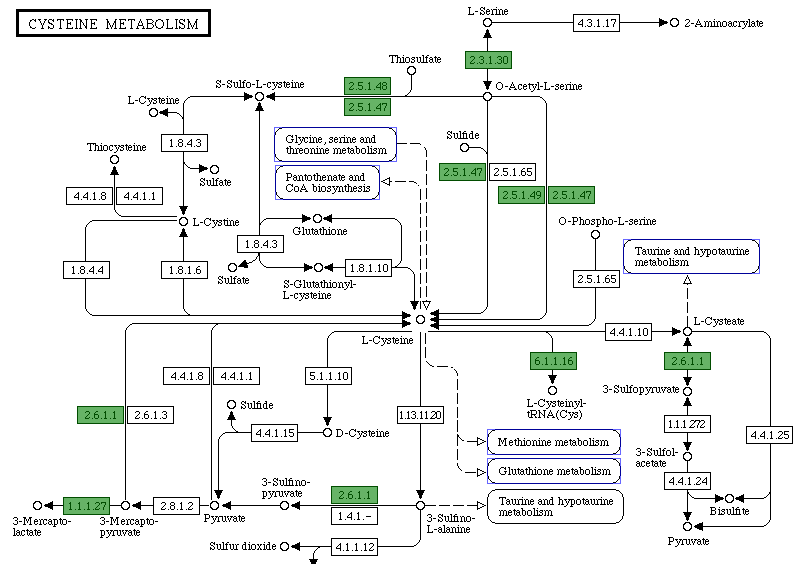 CYSTEINE METABOLISM
L-Serine
4.3.1.17
2-Aminoacrylate
2.3.1.30
Thiosulfate
S-Sulfo-L-cysteine
2.5.1.48
O-Acetyl-L-serine
L-Cysteine
2.5.1.47
1.8.4.3
Glycine, serine and
threonine metabolism
Sulfide
Thiocysteine
Sulfate
Pantothenate and
CoA biosynthesis
2.5.1.47
2.5.1.65
4.4.1.8
4.4.1.1
2.5.1.49
2.5.1.47
L-Cystine
Glutathione
O-Phospho-L-serine
1.8.4.3
Taurine and hypotaurine
metabolism
1.8.4.4
1.8.1.6
Sulfate
1.8.1.10
S-Glutathionyl-
L-cysteine
2.5.1.65
L-Cysteine
4.4.1.10
L-Cysteate
6.1.1.16
2.6.1.1
4.4.1.8
4.4.1.1
5.1.1.10
3-Sulfopyruvate
L-Cysteinyl-
tRNA(Cys)
2.6.1.1
2.6.1.3
Sulfide
1.13.11.20
1.1.1.272
4.4.1.15
D-Cysteine
Methionine metabolism
4.4.1.25
3-Sulfol-
acetate
Glutathione metabolism
4.4.1.24
3-Sulfino-
pyruvate
2.6.1.1
Taurine and hypotaurine
metabolism
1.1.1.27
2.8.1.2
1.4.1.-
Bisulfite
3-Mercapto-
lactate
3-Mercapto-
pyruvate
Pyruvate
3-Sulfino-
L-alanine
Pyruvate
Sulfur dioxide
4.1.1.12